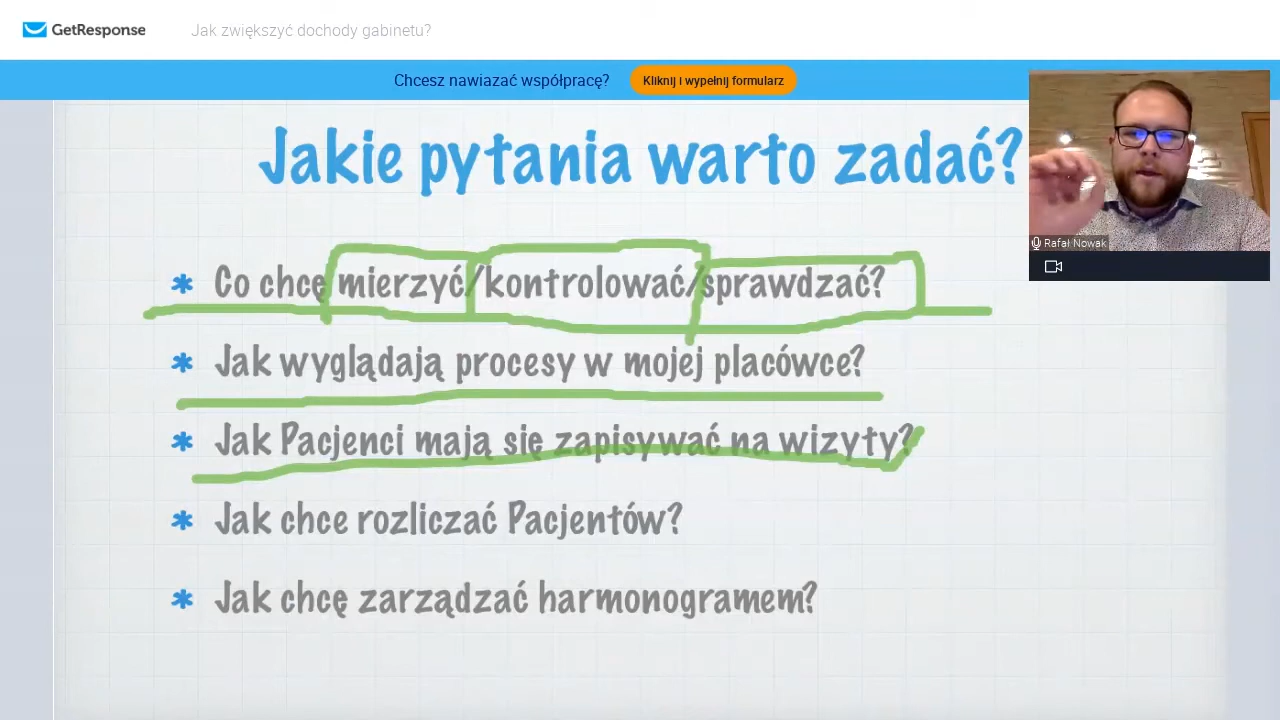 GetResponse
Jak zwiększyć dochody gabinetu?
Chcesz nawiazać współpracę?
Kliknij i wypełnij formularz
Jakie pytania warto zadać?
Rafał Nowak
* Co chcę mierzyć/kontrolować/sprawdzać?
* Jak wyglądają procesy w mojej placówce?
* Jak Pacjenci mają się zapisywać na wizyty?
* Jak chce rozliczać Pacjentów?
* Jak chcę zarządzać harmonogramem?